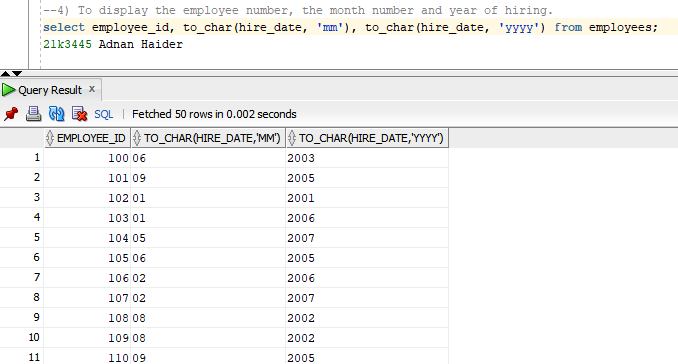 --4) To display the employee number, the month number and year of hiring.
select employee_id, to_char(hire_date, 'mm'), to_char(hire_date, 'yyyy') from employees;
21k3445 Adnan Haider
Query Result x
SQL | Fetched 50 rows in 0.002 seconds
EMPLOYEE_ID TO_CHAR(HIRE_DATE,'MM') TO_CHAR(HIRE_DATE,'YYYY')
1 100 06 2003
2 101 09 2005
3 102 01 2001
4 103 01 2006
5 104 05 2007
6 105 06 2005
7 106 02 2006
8 107 02 2007
9 108 08 2002
10 109 08 2002
11 110 09 2005